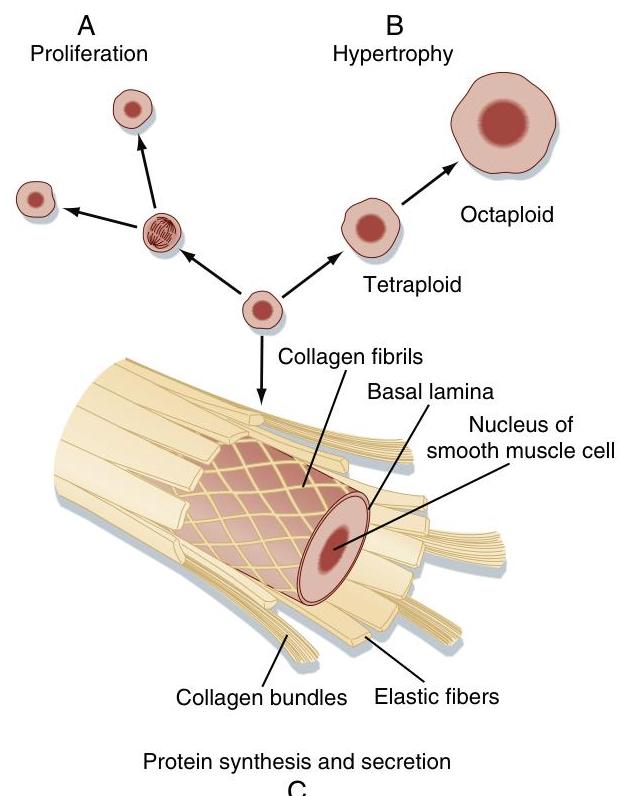 A
Proliferation
B
Hypertrophy
Octaploid
Tetraploid
Collagen fibrils
Basal lamina
Nucleus of
smooth muscle cell
Collagen bundles
Elastic fibers
Protein synthesis and secretion
C